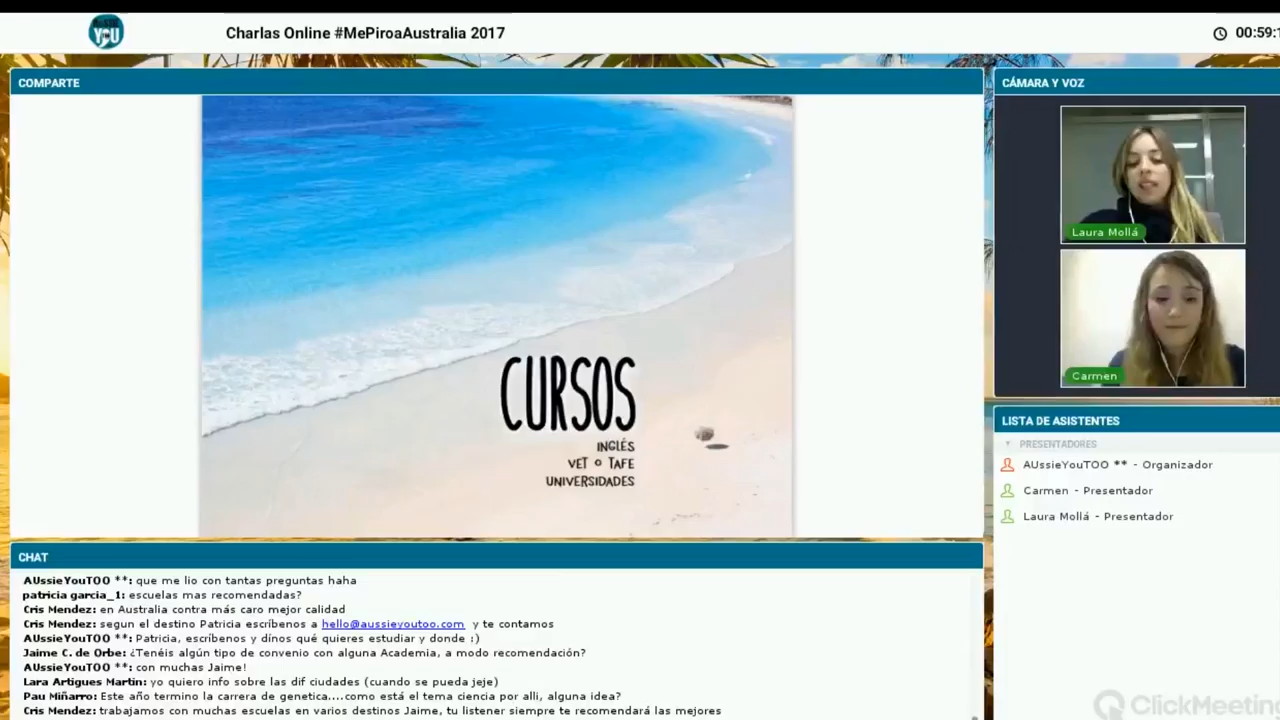 AUSSIE
YOU
Charlas Online #MePiroaAustralia 2017
00:59:1
COMPARTE
CÁMARA Y VOZ
CURSOS
INGLÉS
VET O TAFE
UNIVERSIDADES
Laura Mollá
Carmen
LISTA DE ASISTENTES
PRESENTADORES
AUssieYouTOO ** - Organizador
Carmen - Presentador
Laura Mollá - Presentador
CHAT
AUssieYouTOO **: que me lio con tantas preguntas haha
patricia garcia_1: escuelas mas recomendadas?
Cris Mendez: en Australia contra más caro mejor calidad
Cris Mendez: segun el destino Patricia escríbenos a hello@aussieyoutoo.com y te contamos
AUssieYouTOO **: Patricia, escríbenos y dínos qué quieres estudiar y donde :)
Jaime C. de Orbe: ¿Tenéis algún tipo de convenio con alguna Academia, a modo recomendación?
AUssieYouTOO **: con muchas Jaime!
Lara Artigues Martin: yo quiero info sobre las dif ciudades (cuando se pueda jeje)
Pau Miñarro: Este año termino la carrera de genetica....como está el tema ciencia por alli, alguna idea?
Cris Mendez: trabajamos con muchas escuelas en varios destinos Jaime, tu listener siempre te recomendará las mejores
ClickMeeting